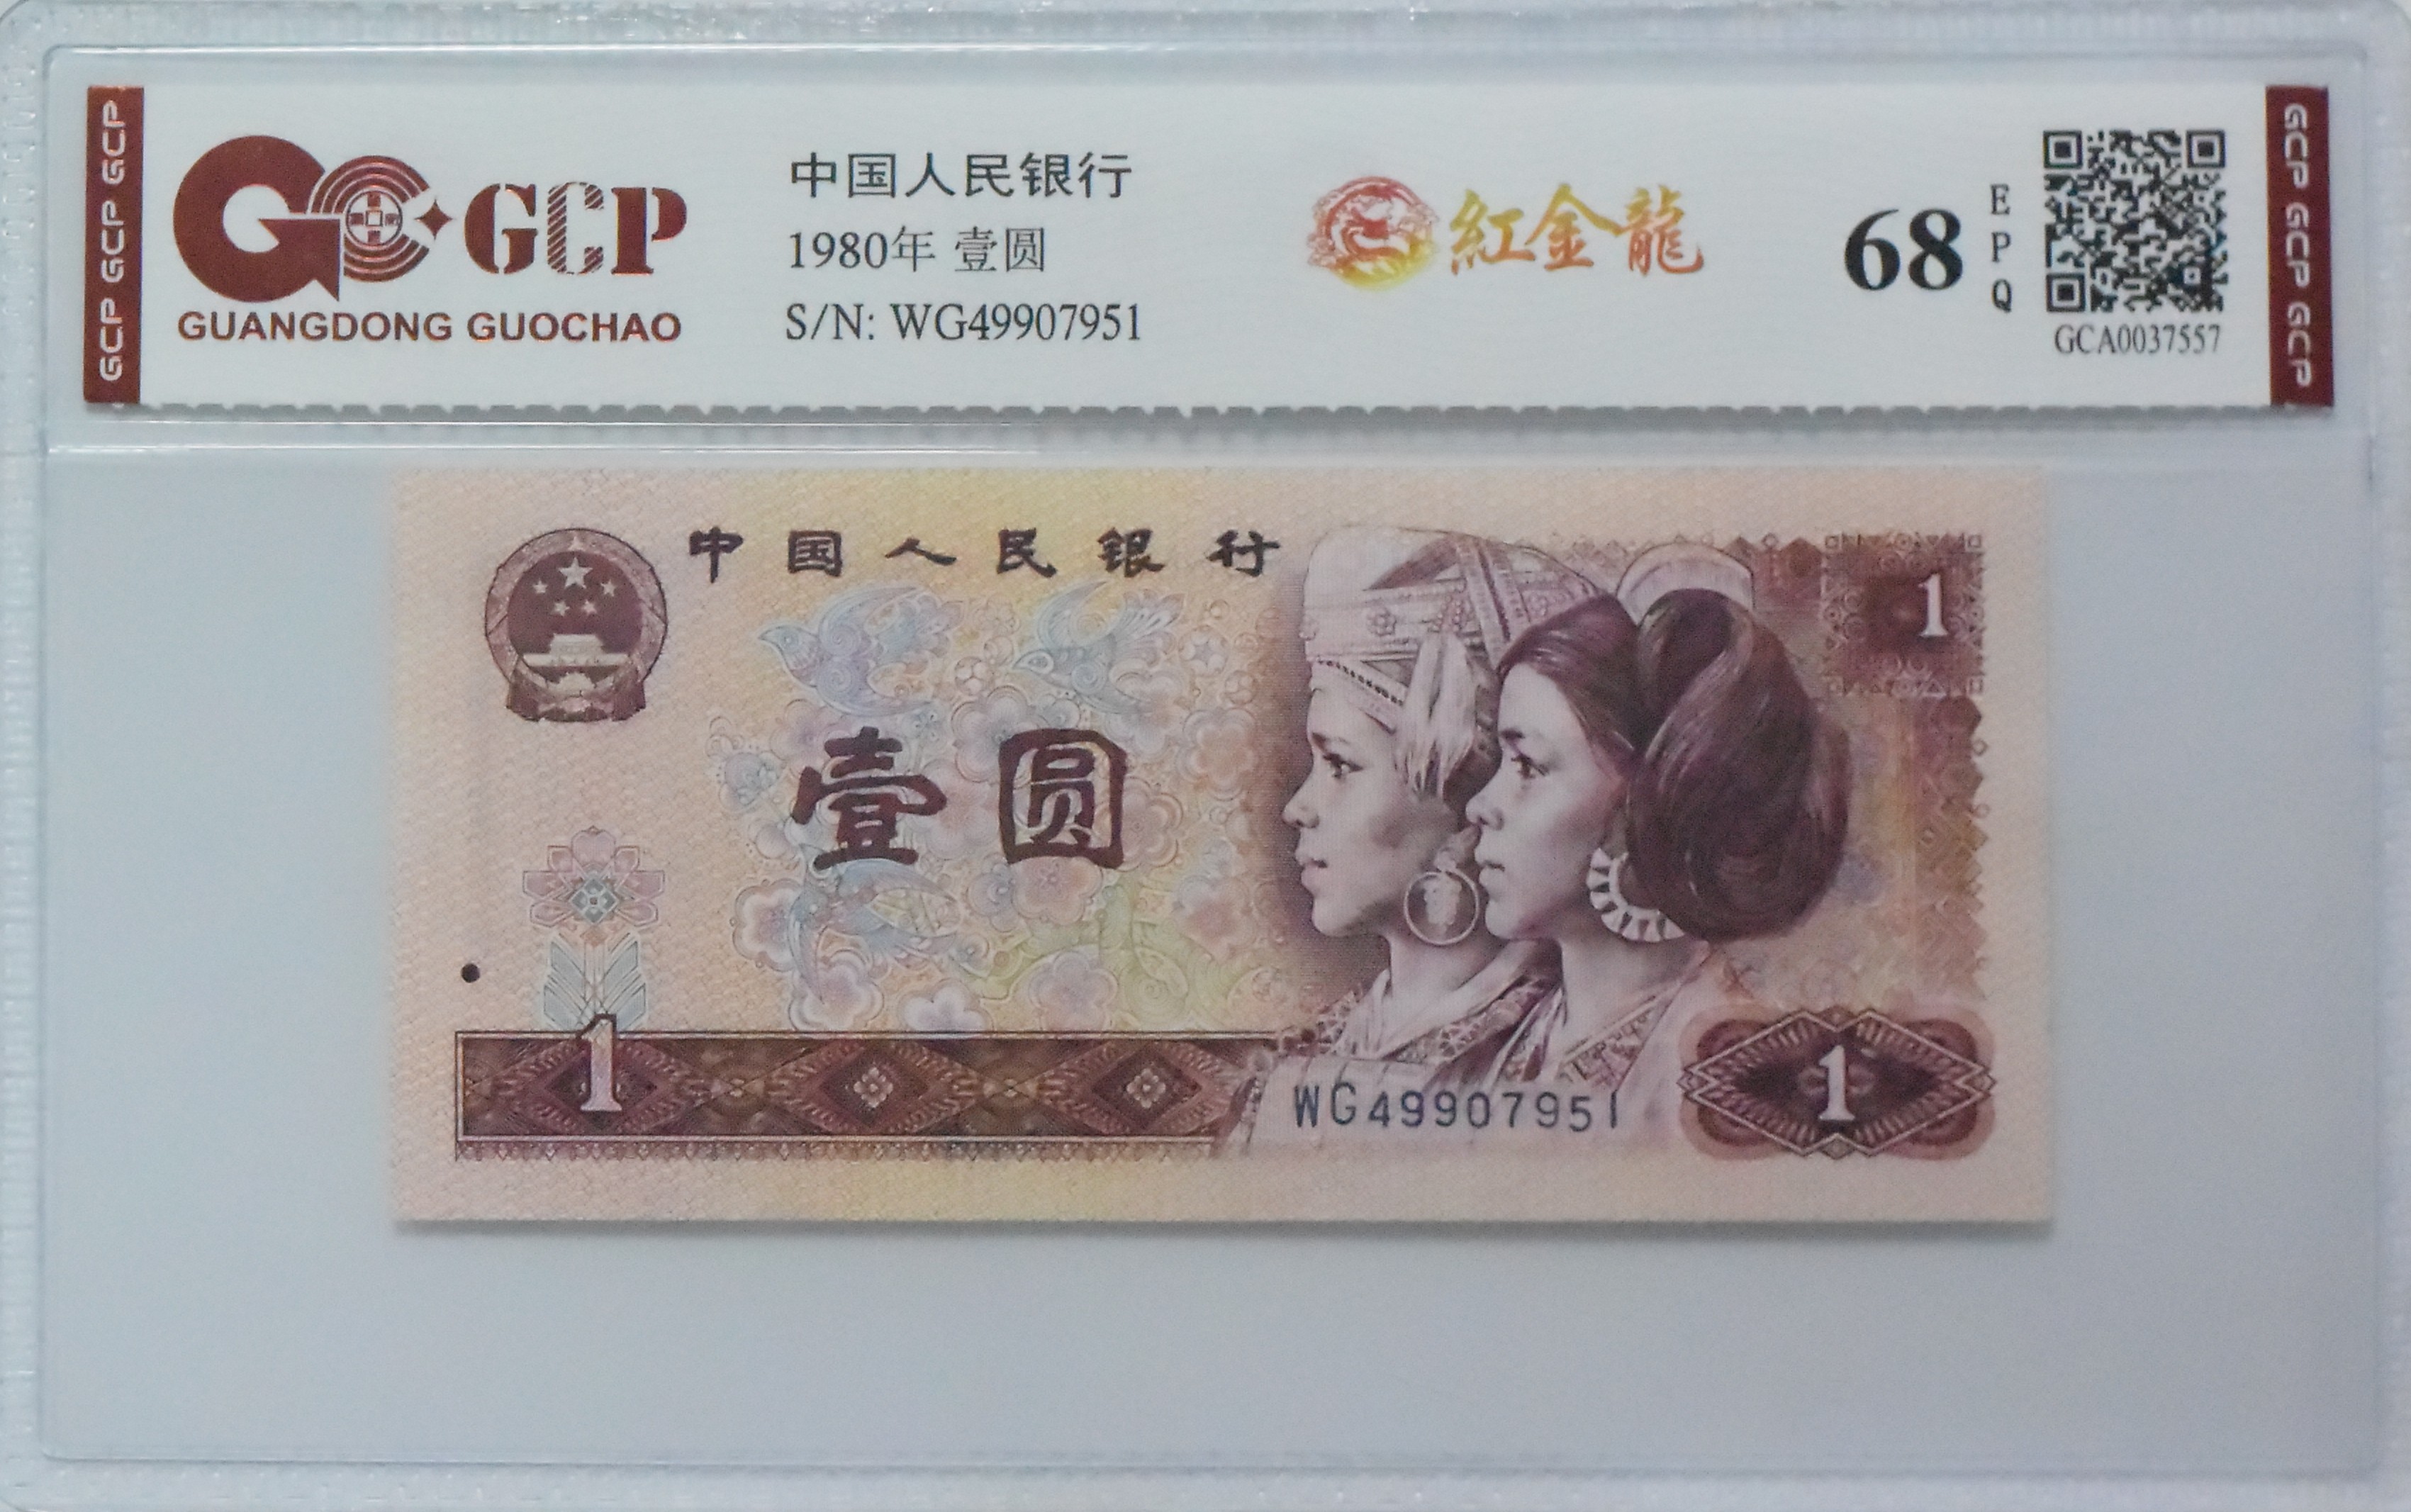 GCP GCP GCP
GCP
GUANGDONG GUOCHAO
中国人民银行
1980年 壹圆
S/N: WG49907951
紅金龍
68
EPQ
GCA0037557
GCP GCP GCP
中国人民银行
1
壹圆
1
WG49907951
1